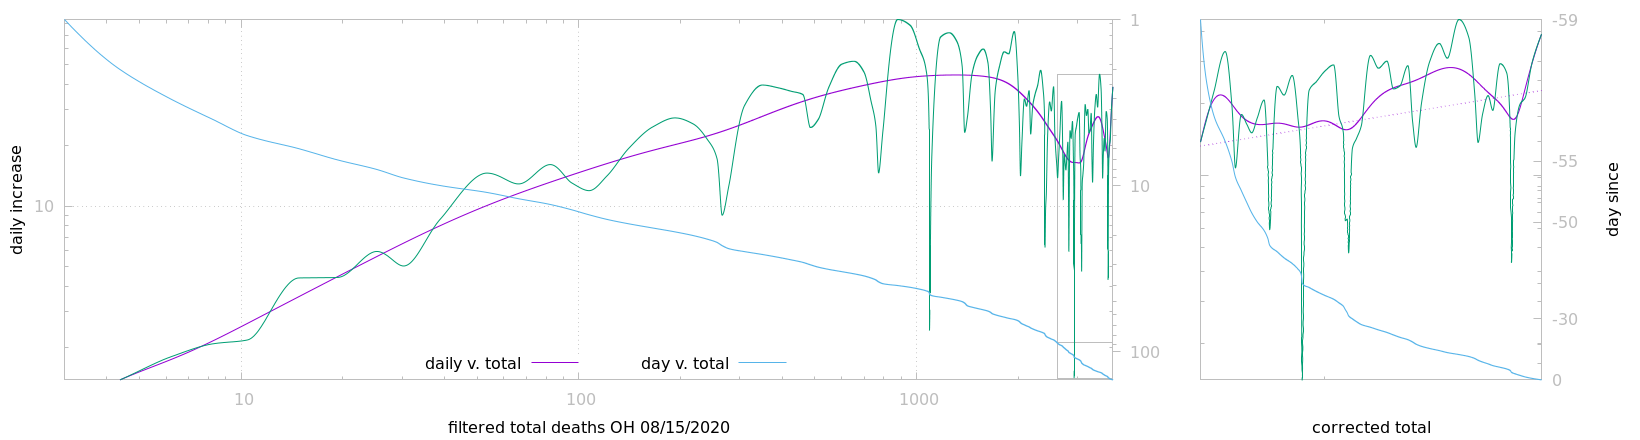 daily increase
10
10
100
1000
1
10
100
daily v. total
day v. total
filtered total deaths OH 08/15/2020
-59
-55
-50
-30
0
day since
corrected total